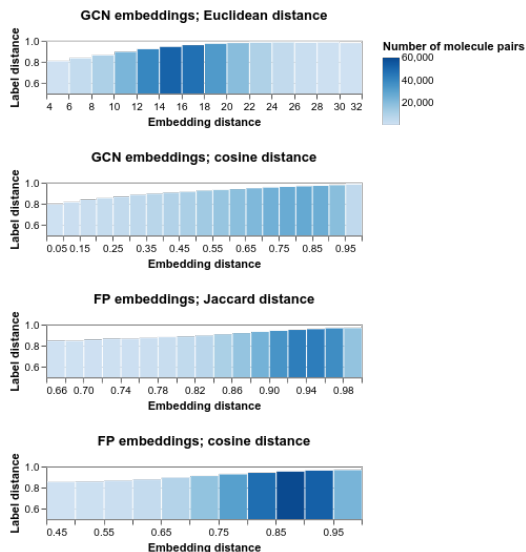 GCN embeddings; Euclidean distance
Label distance
1.0
0.8
0.6
4 6 8 10 12 14 16 18 20 22 24 26 28 30 32
Embedding distance
Number of molecule pairs
60,000
40,000
20,000
GCN embeddings; cosine distance
Label distance
1.0
0.8
0.6
0.05 0.15 0.25 0.35 0.45 0.55 0.65 0.75 0.85 0.95
Embedding distance
FP embeddings; Jaccard distance
Label distance
1.0
0.8
0.6
0.66 0.70 0.74 0.78 0.82 0.86 0.90 0.94 0.98
Embedding distance
FP embeddings; cosine distance
Label distance
1.0
0.8
0.6
0.45 0.55 0.65 0.75 0.85 0.95
Embedding distance